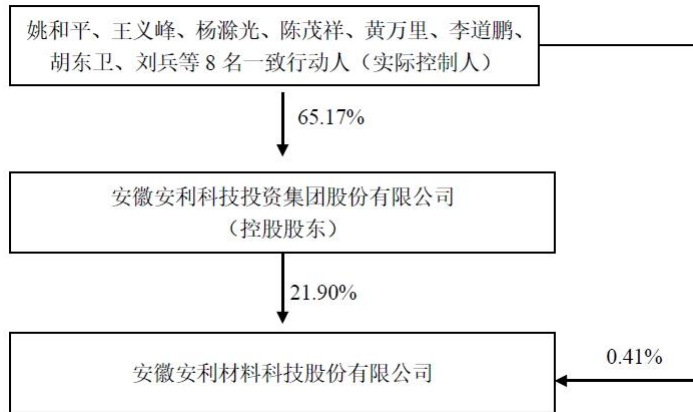 姚和平、王义峰、杨滁光、陈茂祥、黄万里、李道鹏、
胡东卫、刘兵等 8 名一致行动人（实际控制人）
65.17%
安徽安利科技投资集团股份有限公司
（控股股东）
21.90%
安徽安利材料科技股份有限公司
0.41%